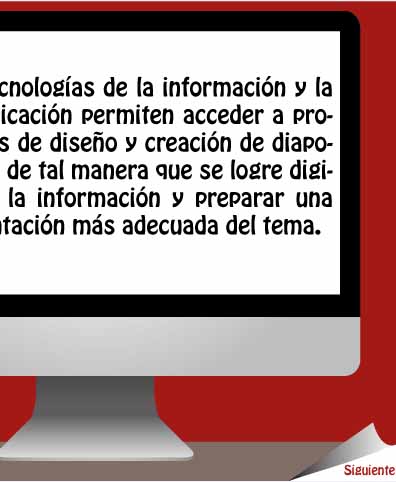 cnologías de la información y la
icación permiten acceder a pro-
s de diseño y creación de diapo-
de tal manera que se logre digi-
la información y preparar una
tación más adecuada del tema.
Siguiente